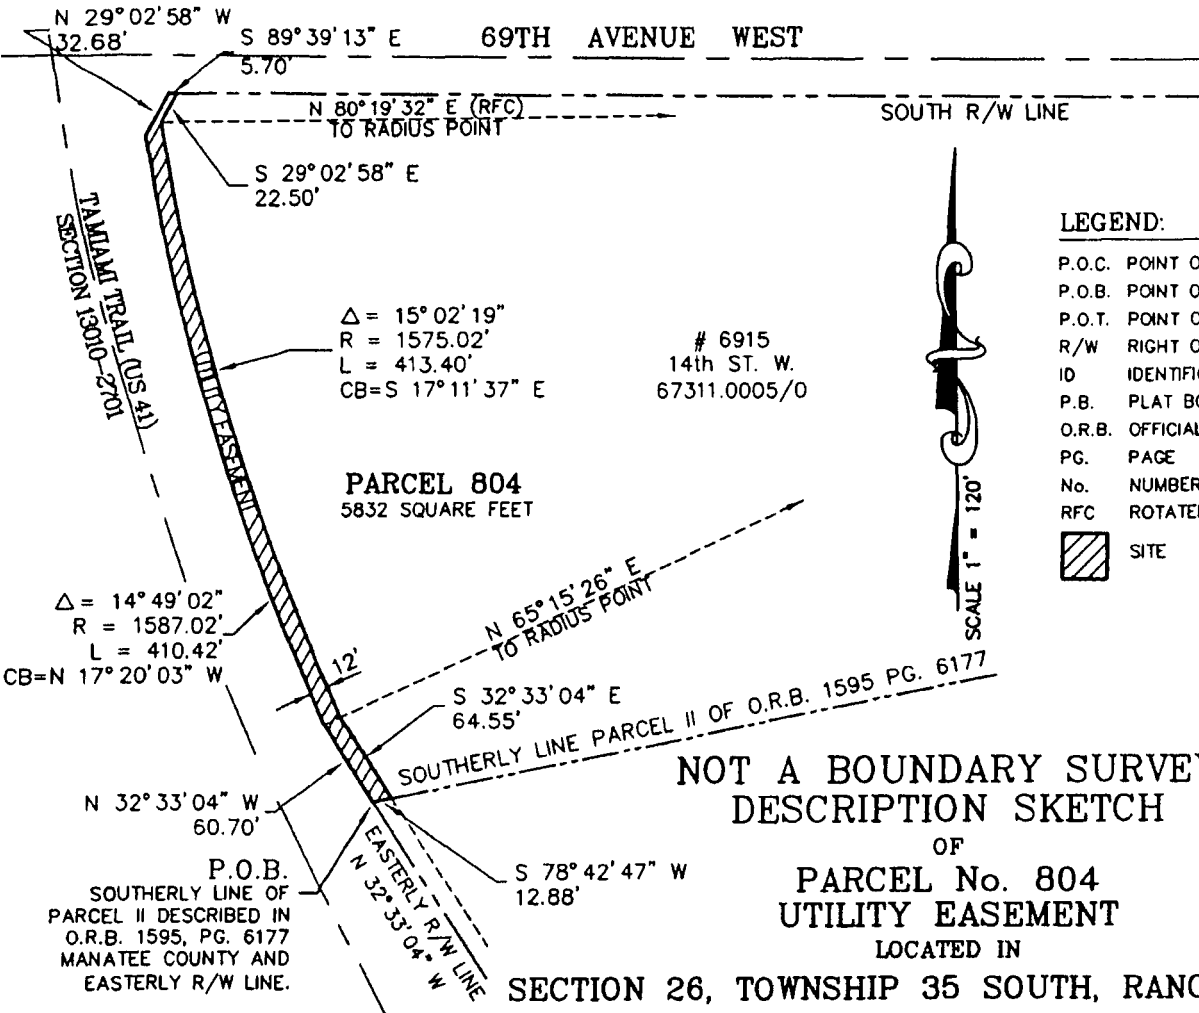 N 29°02'58" W
32.68'
S 89°39'13" E
5.70'
69TH AVENUE WEST
N 80°19'32" E (RFC)
TO RADIUS POINT
SOUTH R/W LINE
S 29°02'58" E
22.50'
TAMIAMI TRAIL (US 41)
SECTION 13010-2701
LEGEND:
P.O.C. POINT O
P.O.B. POINT O
P.O.T. POINT O
R/W RIGHT O
ID IDENTIFI
P.B. PLAT BO
O.R.B. OFFICIAL
PG. PAGE
No. NUMBER
RFC ROTATE
SITE
Δ = 15°02'19"
R = 1575.02'
L = 413.40'
CB=S 17°11'37" E
# 6915
14th ST. W.
67311.0005/0
UTILITY EASEMENT
PARCEL 804
5832 SQUARE FEET
SCALE 1" = 120'
N 65°15'26" E
TO RADIUS POINT
Δ = 14°49'02"
R = 1587.02'
L = 410.42'
CB=N 17°20'03" W
12'
S 32°33'04" E
64.55'
SOUTHERLY LINE PARCEL II OF O.R.B. 1595 PG. 6177
N 32°33'04" W
60.70'
P.O.B.
SOUTHERLY LINE OF
PARCEL II DESCRIBED IN
O.R.B. 1595, PG. 6177
MANATEE COUNTY AND
EASTERLY R/W LINE.
EASTERLY R/W LINE
N 32°33'04" W
S 78°42'47" W
12.88'
NOT A BOUNDARY SURVEY
DESCRIPTION SKETCH
OF
PARCEL No. 804
UTILITY EASEMENT
LOCATED IN
SECTION 26, TOWNSHIP 35 SOUTH, RANG